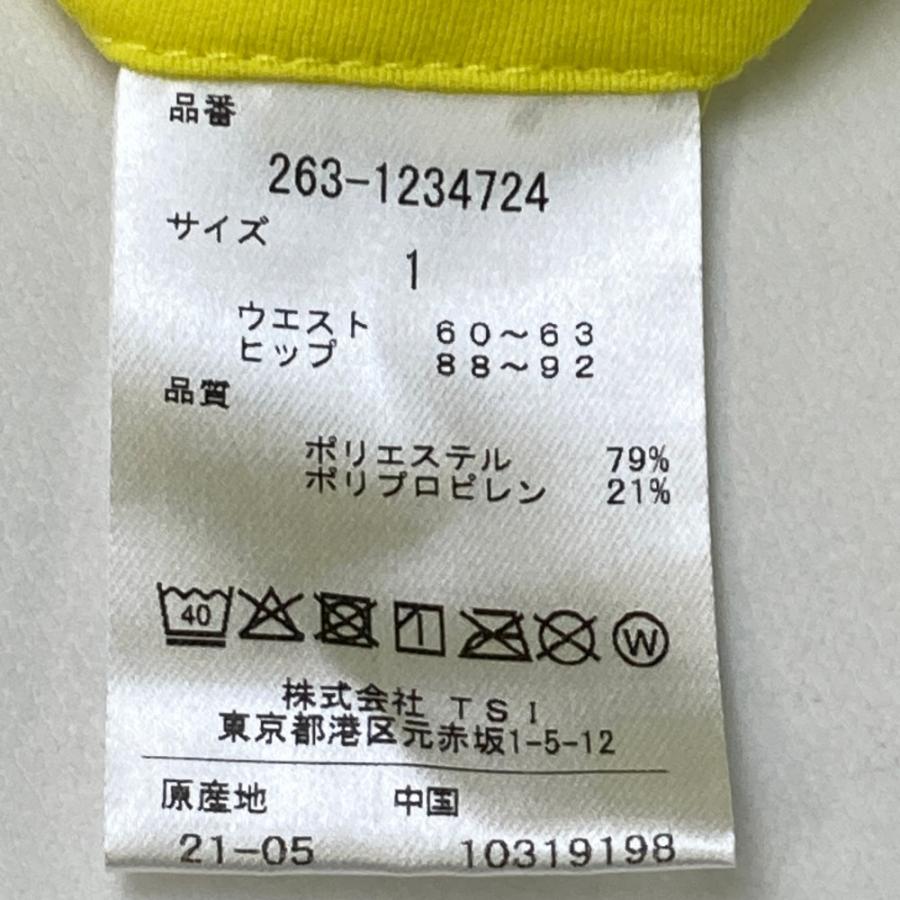 品番
263-1234724
サイズ
1
ウエスト 60〜63
ヒップ 88〜92
品質
ポリエステル 79%
ポリプロピレン 21%
40 W
株式会社 TSI
東京都港区元赤坂1-5-12
原産地 中国
21-05 10319198